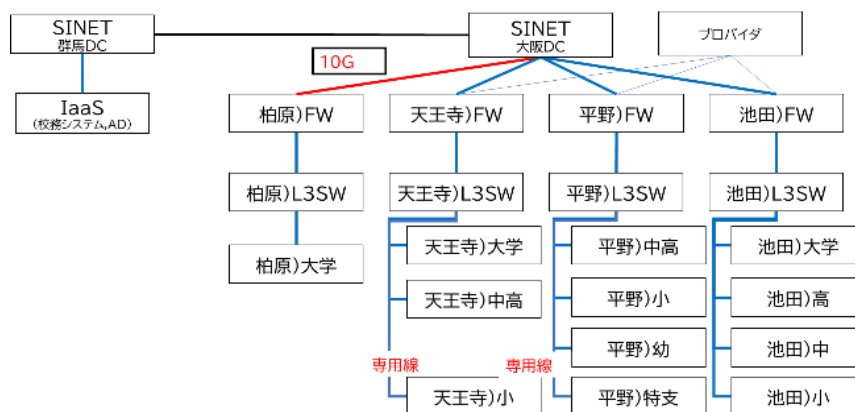 SINET
群馬DC
SINET
大阪DC
プロバイダ
10G
IaaS
(校務システム,AD)
柏原)FW
天王寺)FW
平野)FW
池田)FW
柏原)L3SW
天王寺)L3SW
平野)L3SW
池田)L3SW
柏原)大学
天王寺)大学
平野)中高
池田)大学
天王寺)中高
平野)小
池田)高
平野)幼
池田)中
専用線
専用線
天王寺)小
平野)特支
池田)小